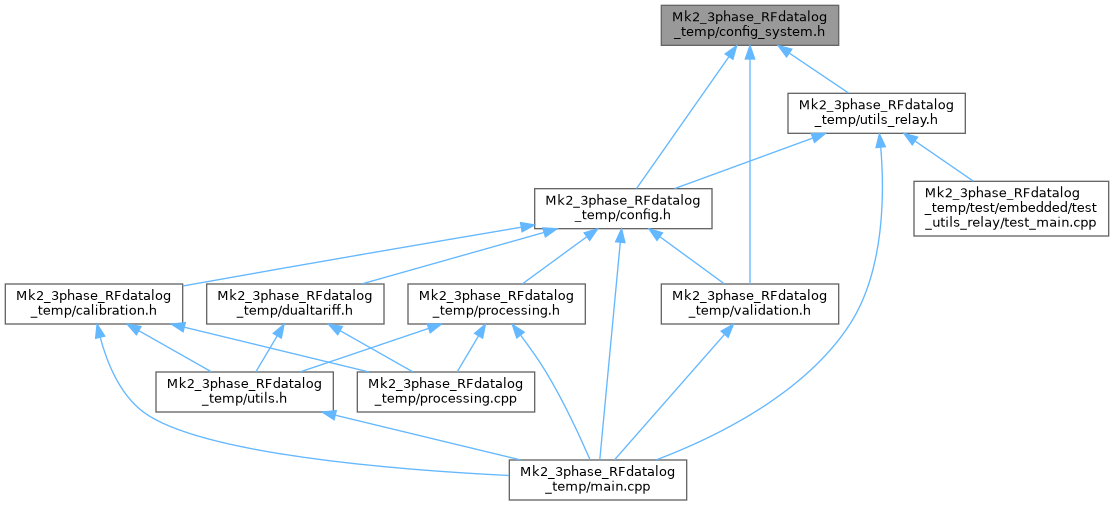 Mk2_3phase_RFdatalog
_temp/config_system.h
Mk2_3phase_RFdatalog
_temp/utils_relay.h
Mk2_3phase_RFdatalog
_temp/config.h
Mk2_3phase_RFdatalog
_temp/test/embedded/test
_utils_relay/test_main.cpp
Mk2_3phase_RFdatalog
_temp/calibration.h
Mk2_3phase_RFdatalog
_temp/dualtariff.h
Mk2_3phase_RFdatalog
_temp/processing.h
Mk2_3phase_RFdatalog
_temp/validation.h
Mk2_3phase_RFdatalog
_temp/utils.h
Mk2_3phase_RFdatalog
_temp/processing.cpp
Mk2_3phase_RFdatalog
_temp/main.cpp